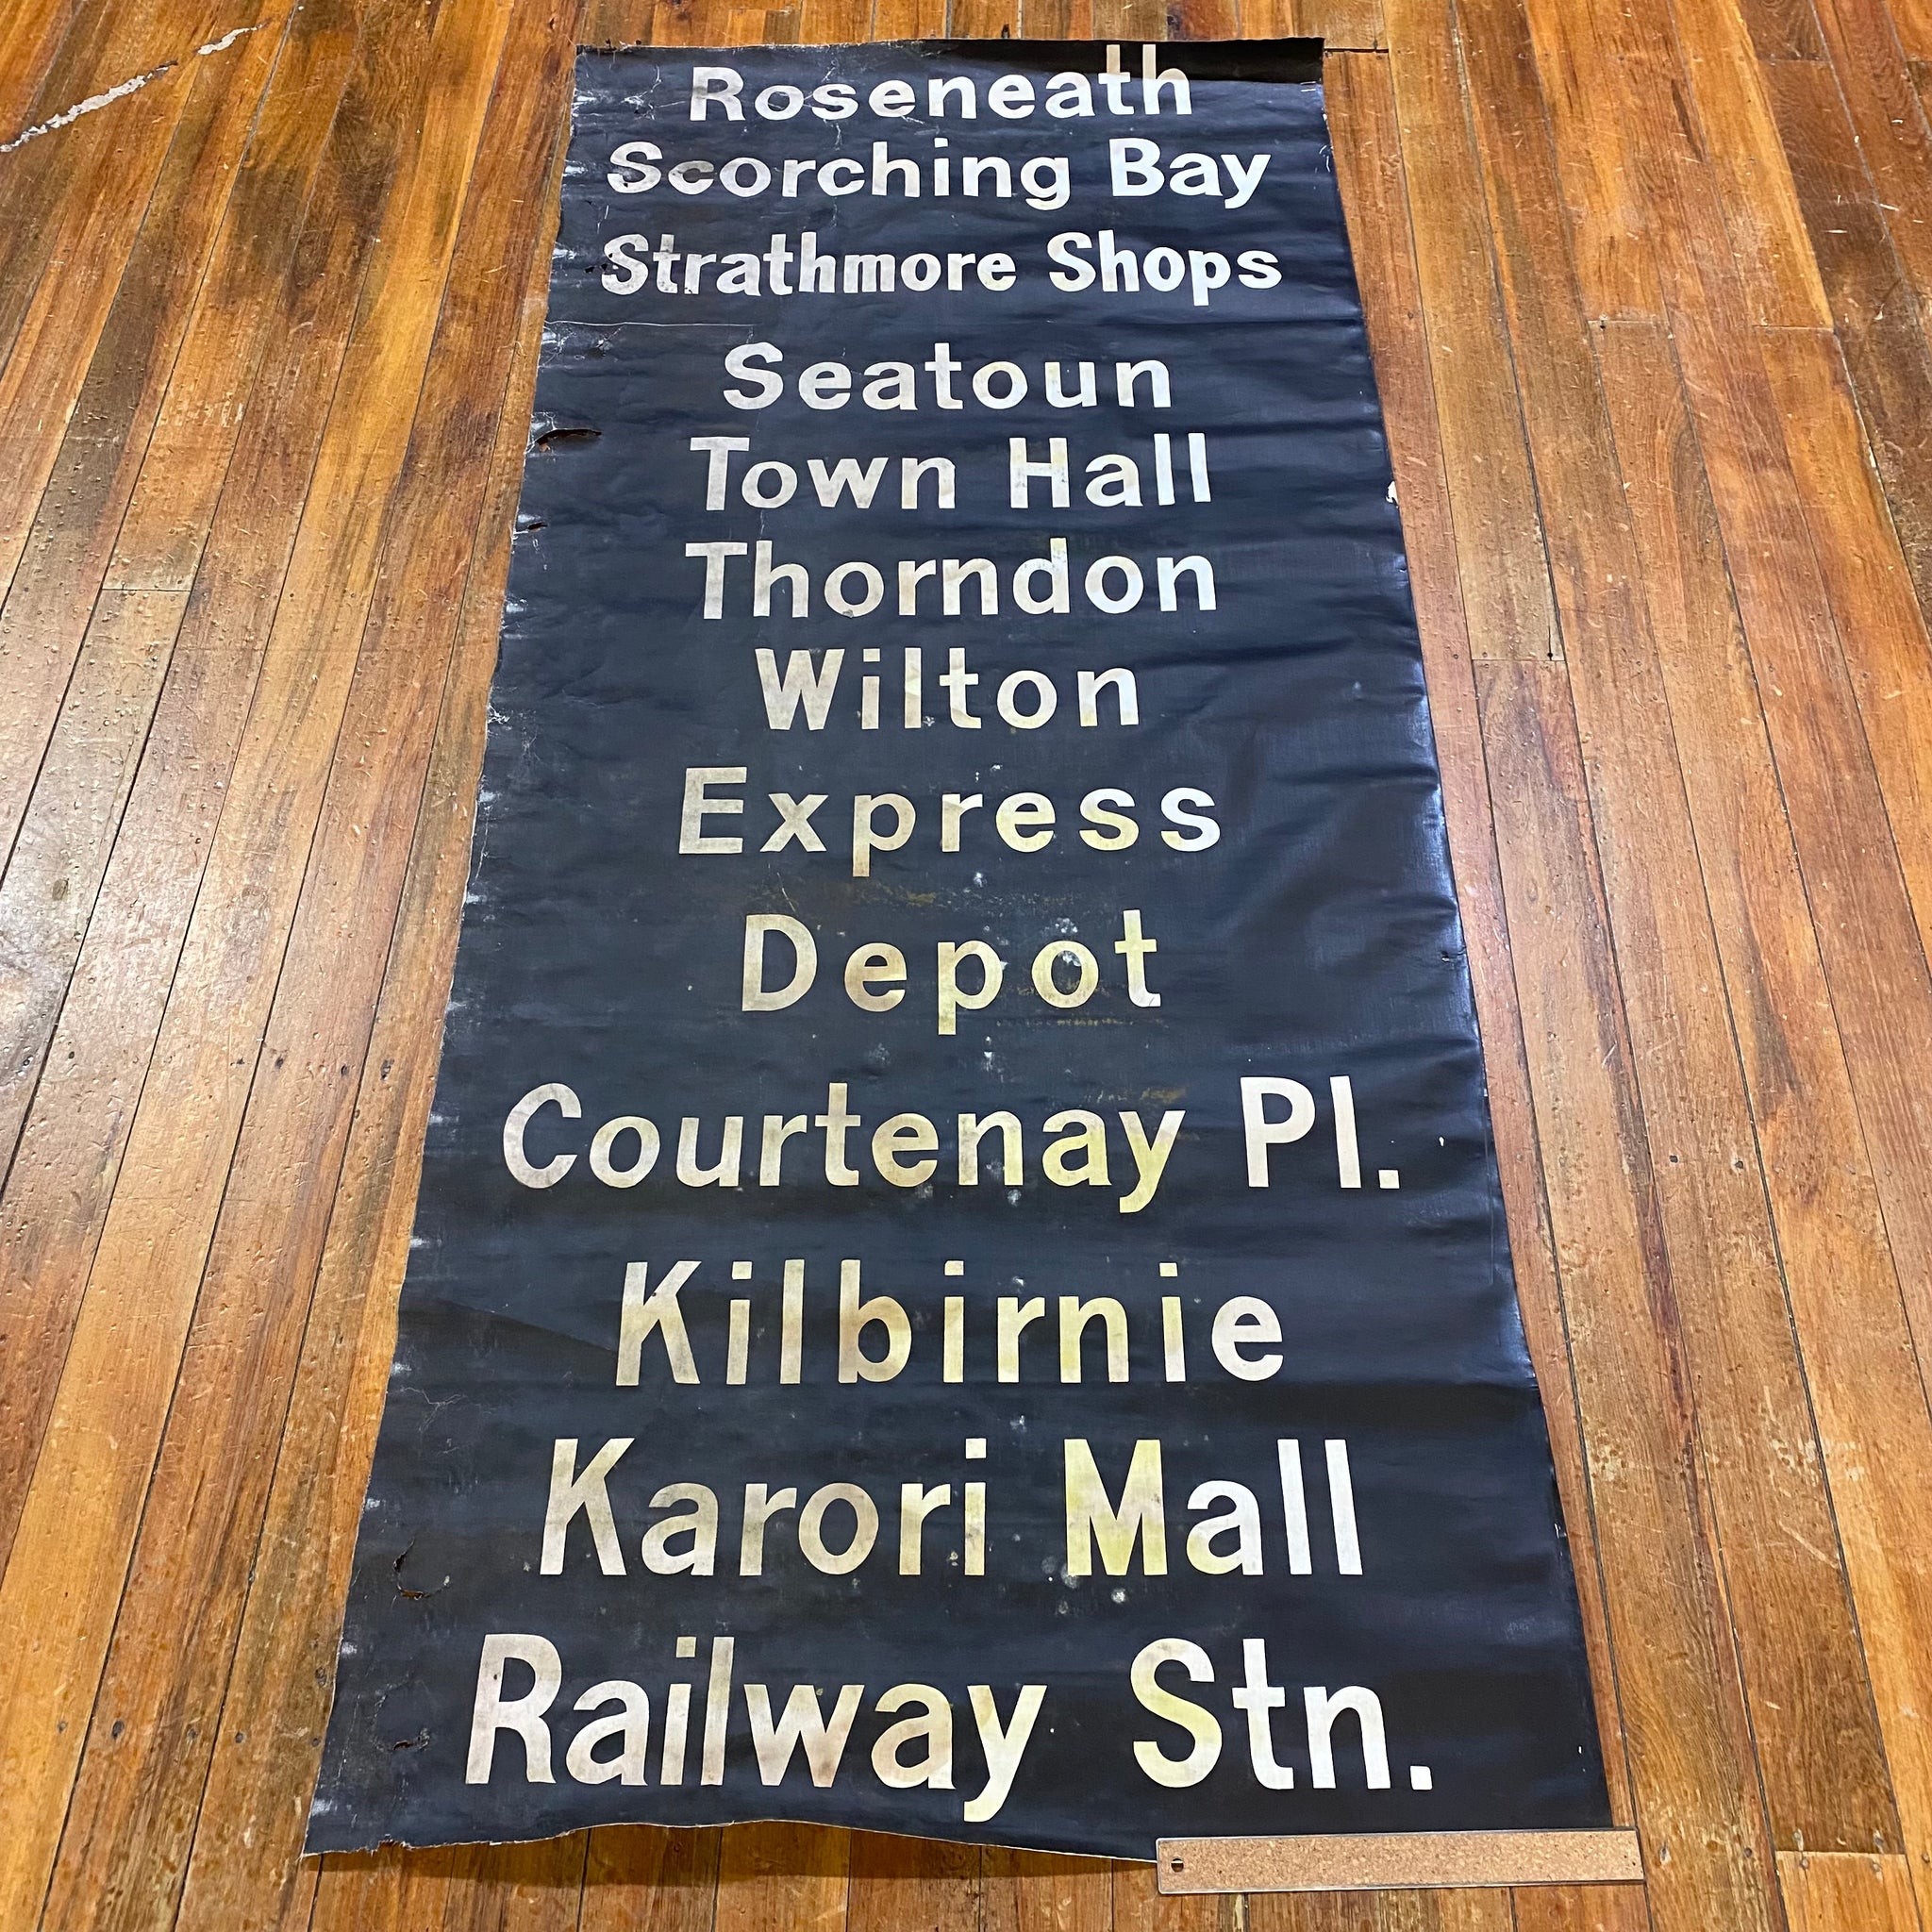 Roseneath
Scorching Bay
Strathmore Shops
Seatoun
Town Hall
Thorndon
Wilton
Express
Depot
Courtenay Pl.
Kilbirnie
Karori Mall
Railway Stn.